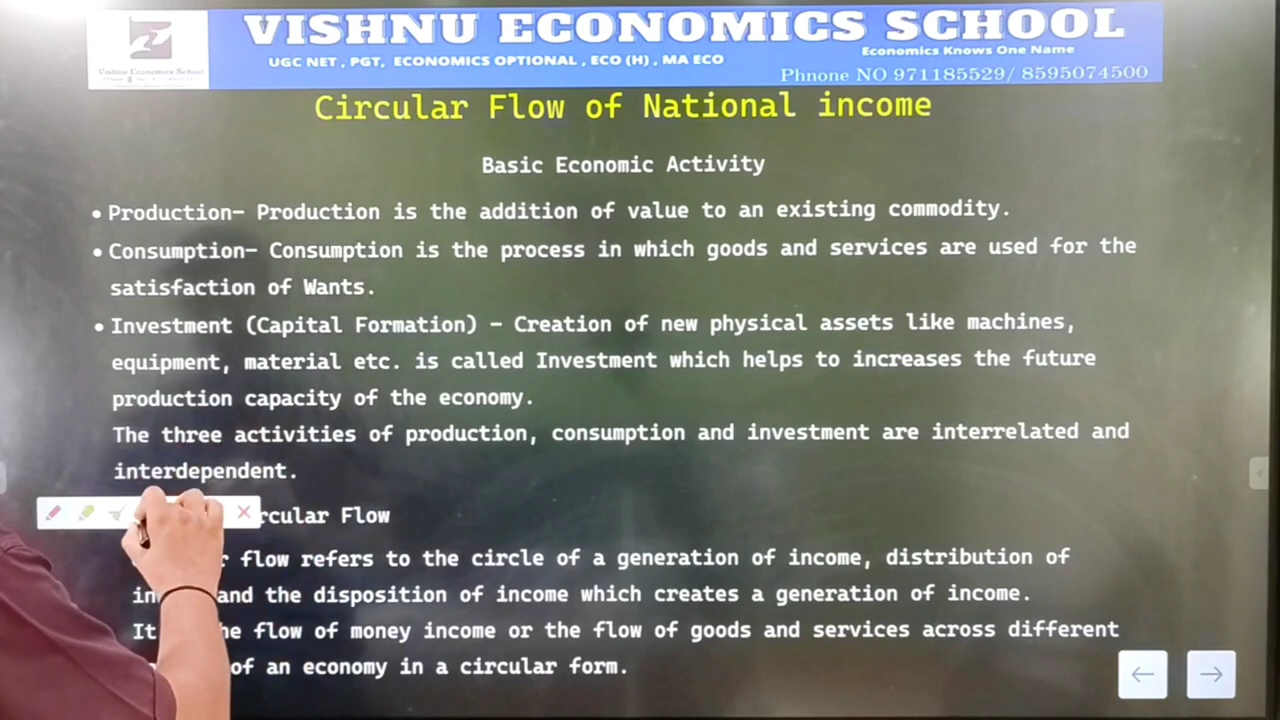 VISHNU ECONOMICS SCHOOL
Economics Knows One Name
UGC NET , PGT, ECONOMICS OPTIONAL , ECO (H) , MA ECO
Phnone NO 971185529/ 8595074500
Vishnu Economics School
Circular Flow of National income
Basic Economic Activity
• Production– Production is the addition of value to an existing commodity.
• Consumption– Consumption is the process in which goods and services are used for the
satisfaction of Wants.
• Investment (Capital Formation) – Creation of new physical assets like machines,
equipment, material etc. is called Investment which helps to increases the future
production capacity of the economy.
The three activities of production, consumption and investment are interrelated and
interdependent.
rcular Flow
flow refers to the circle of a generation of income, distribution of
and the disposition of income which creates a generation of income.
It he flow of money income or the flow of goods and services across different
of an economy in a circular form.